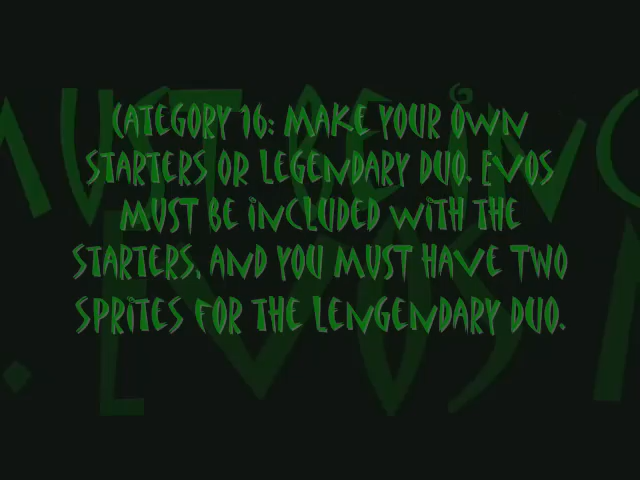 Category 16: Make your own
starters or legendary duo. Evos
must be included with the
starters, and you must have two
sprites for the lengendary duo.